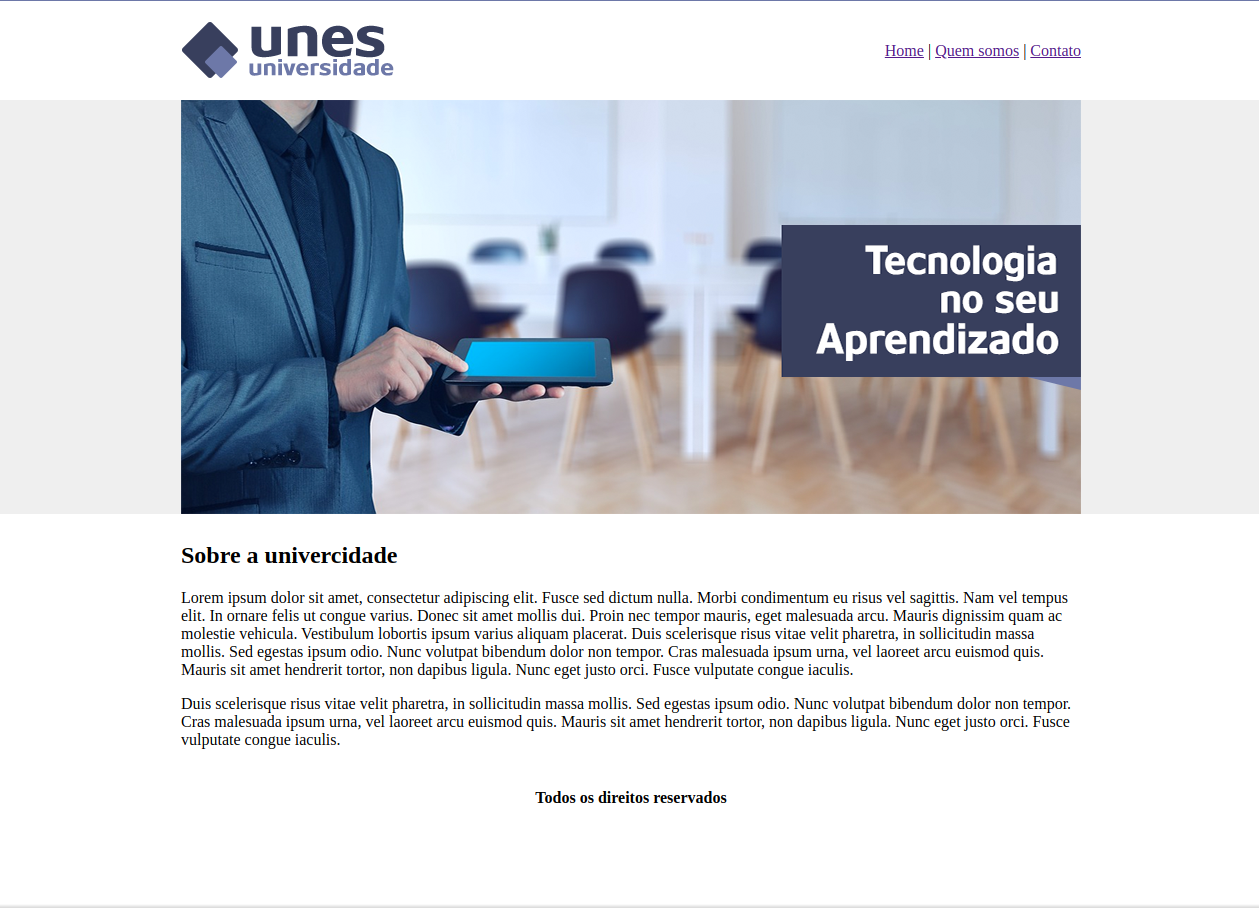 unes
universidade
Home | Quem somos | Contato
Tecnologia
no seu
Aprendizado
Sobre a univercidade
Lorem ipsum dolor sit amet, consectetur adipiscing elit. Fusce sed dictum nulla. Morbi condimentum eu risus vel sagittis. Nam vel tempus
elit. In ornare felis ut congue varius. Donec sit amet mollis dui. Proin nec tempor mauris, eget malesuada arcu. Mauris dignissim quam ac
molestie vehicula. Vestibulum lobortis ipsum varius aliquam placerat. Duis scelerisque risus vitae velit pharetra, in sollicitudin massa
mollis. Sed egestas ipsum odio. Nunc volutpat bibendum dolor non tempor. Cras malesuada ipsum urna, vel laoreet arcu euismod quis.
Mauris sit amet hendrerit tortor, non dapibus ligula. Nunc eget justo orci. Fusce vulputate congue iaculis.
Duis scelerisque risus vitae velit pharetra, in sollicitudin massa mollis. Sed egestas ipsum odio. Nunc volutpat bibendum dolor non tempor.
Cras malesuada ipsum urna, vel laoreet arcu euismod quis. Mauris sit amet hendrerit tortor, non dapibus ligula. Nunc eget justo orci. Fusce
vulputate congue iaculis.
Todos os direitos reservados